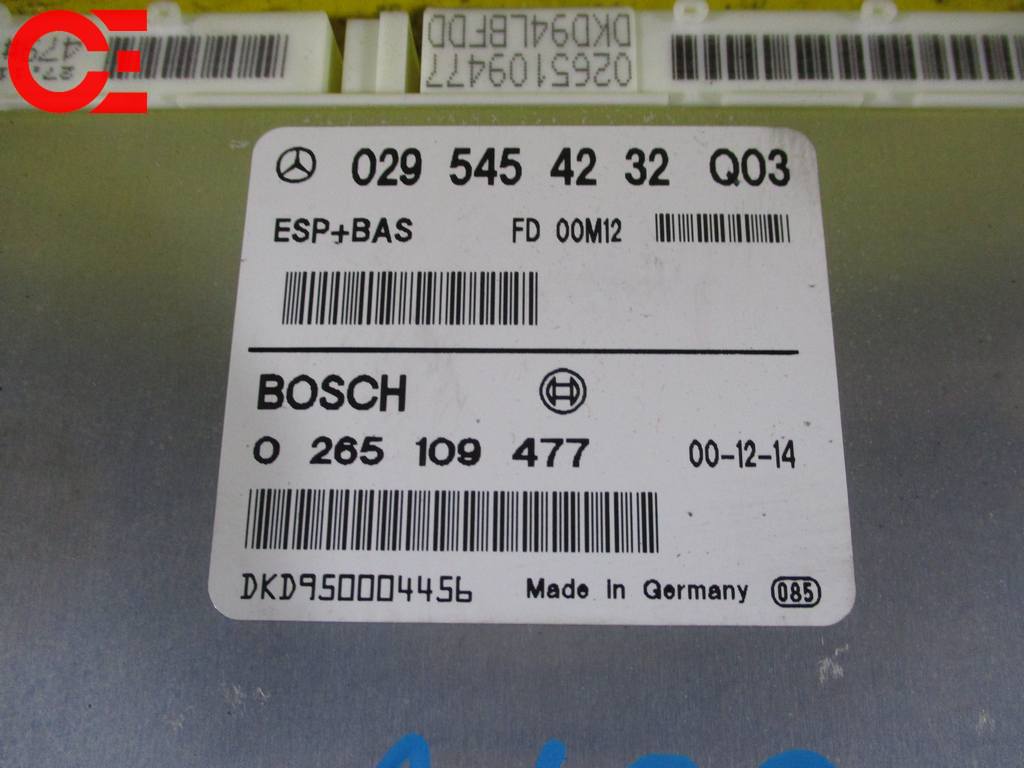 CE
0265109477
DKD94LBFDD
029 545 42 32 Q03
ESP+BAS FD 00M12
BOSCH
0 265 109 477 00-12-14
DKD950004456
Made in Germany 085